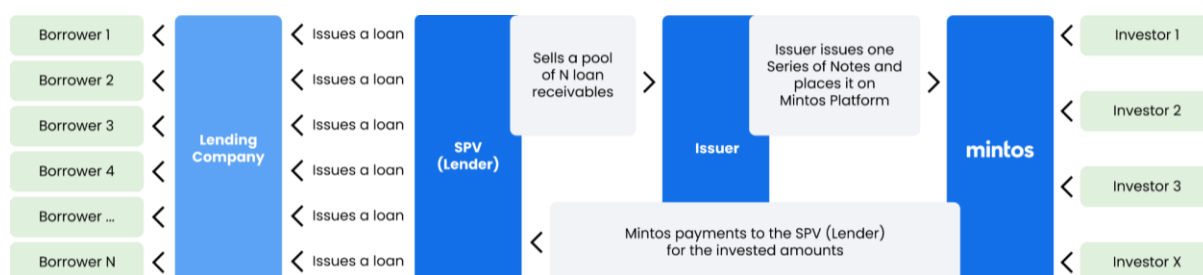 Borrower 1
Borrower 2
Borrower 3
Borrower 4
Borrower ...
Borrower N
Lending
Company
Issues a loan
Issues a loan
Issues a loan
Issues a loan
Issues a loan
Issues a loan
SPV
(Lender)
Sells a pool
of N loan
receivables
Issuer
Issuer issues one
Series of Notes and
places it on
Mintos Platform
Mintos payments to the SPV (Lender)
for the invested amounts
mintos
Investor 1
Investor 2
Investor 3
Investor X